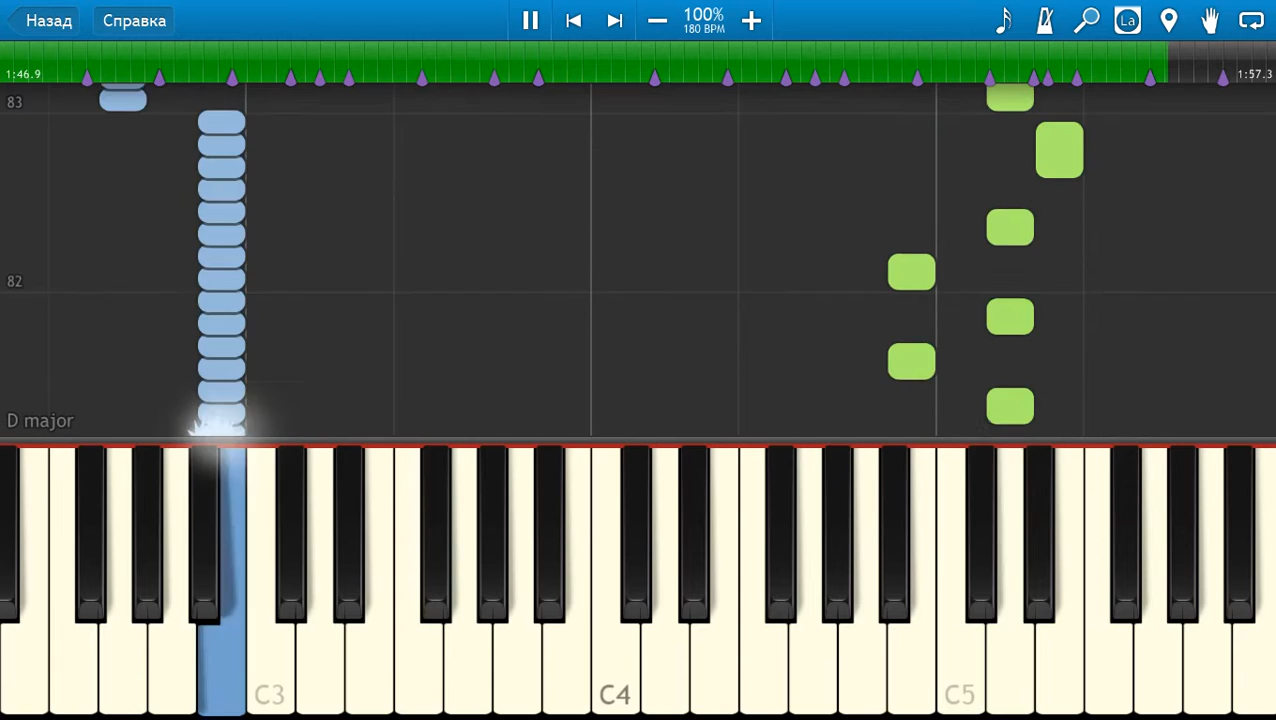 Назад
Справка
100%
180 BPM
La
1:46.9
1:57.3
83
82
D major
C3
C4
C5